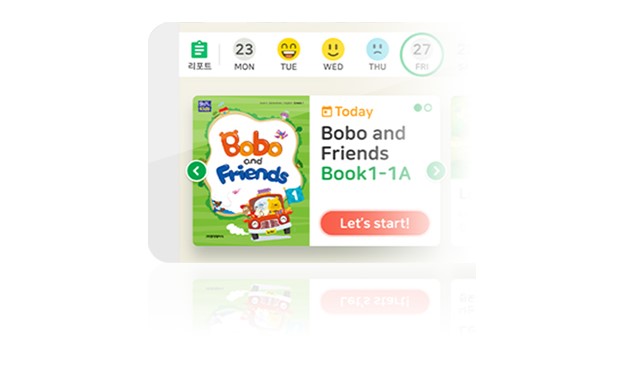 리포트
23
MON
TUE
WED
THU
27
FRI
Bobo
and
Friends
1
Today
Bobo and
Friends
Book1-1A
Let's start!